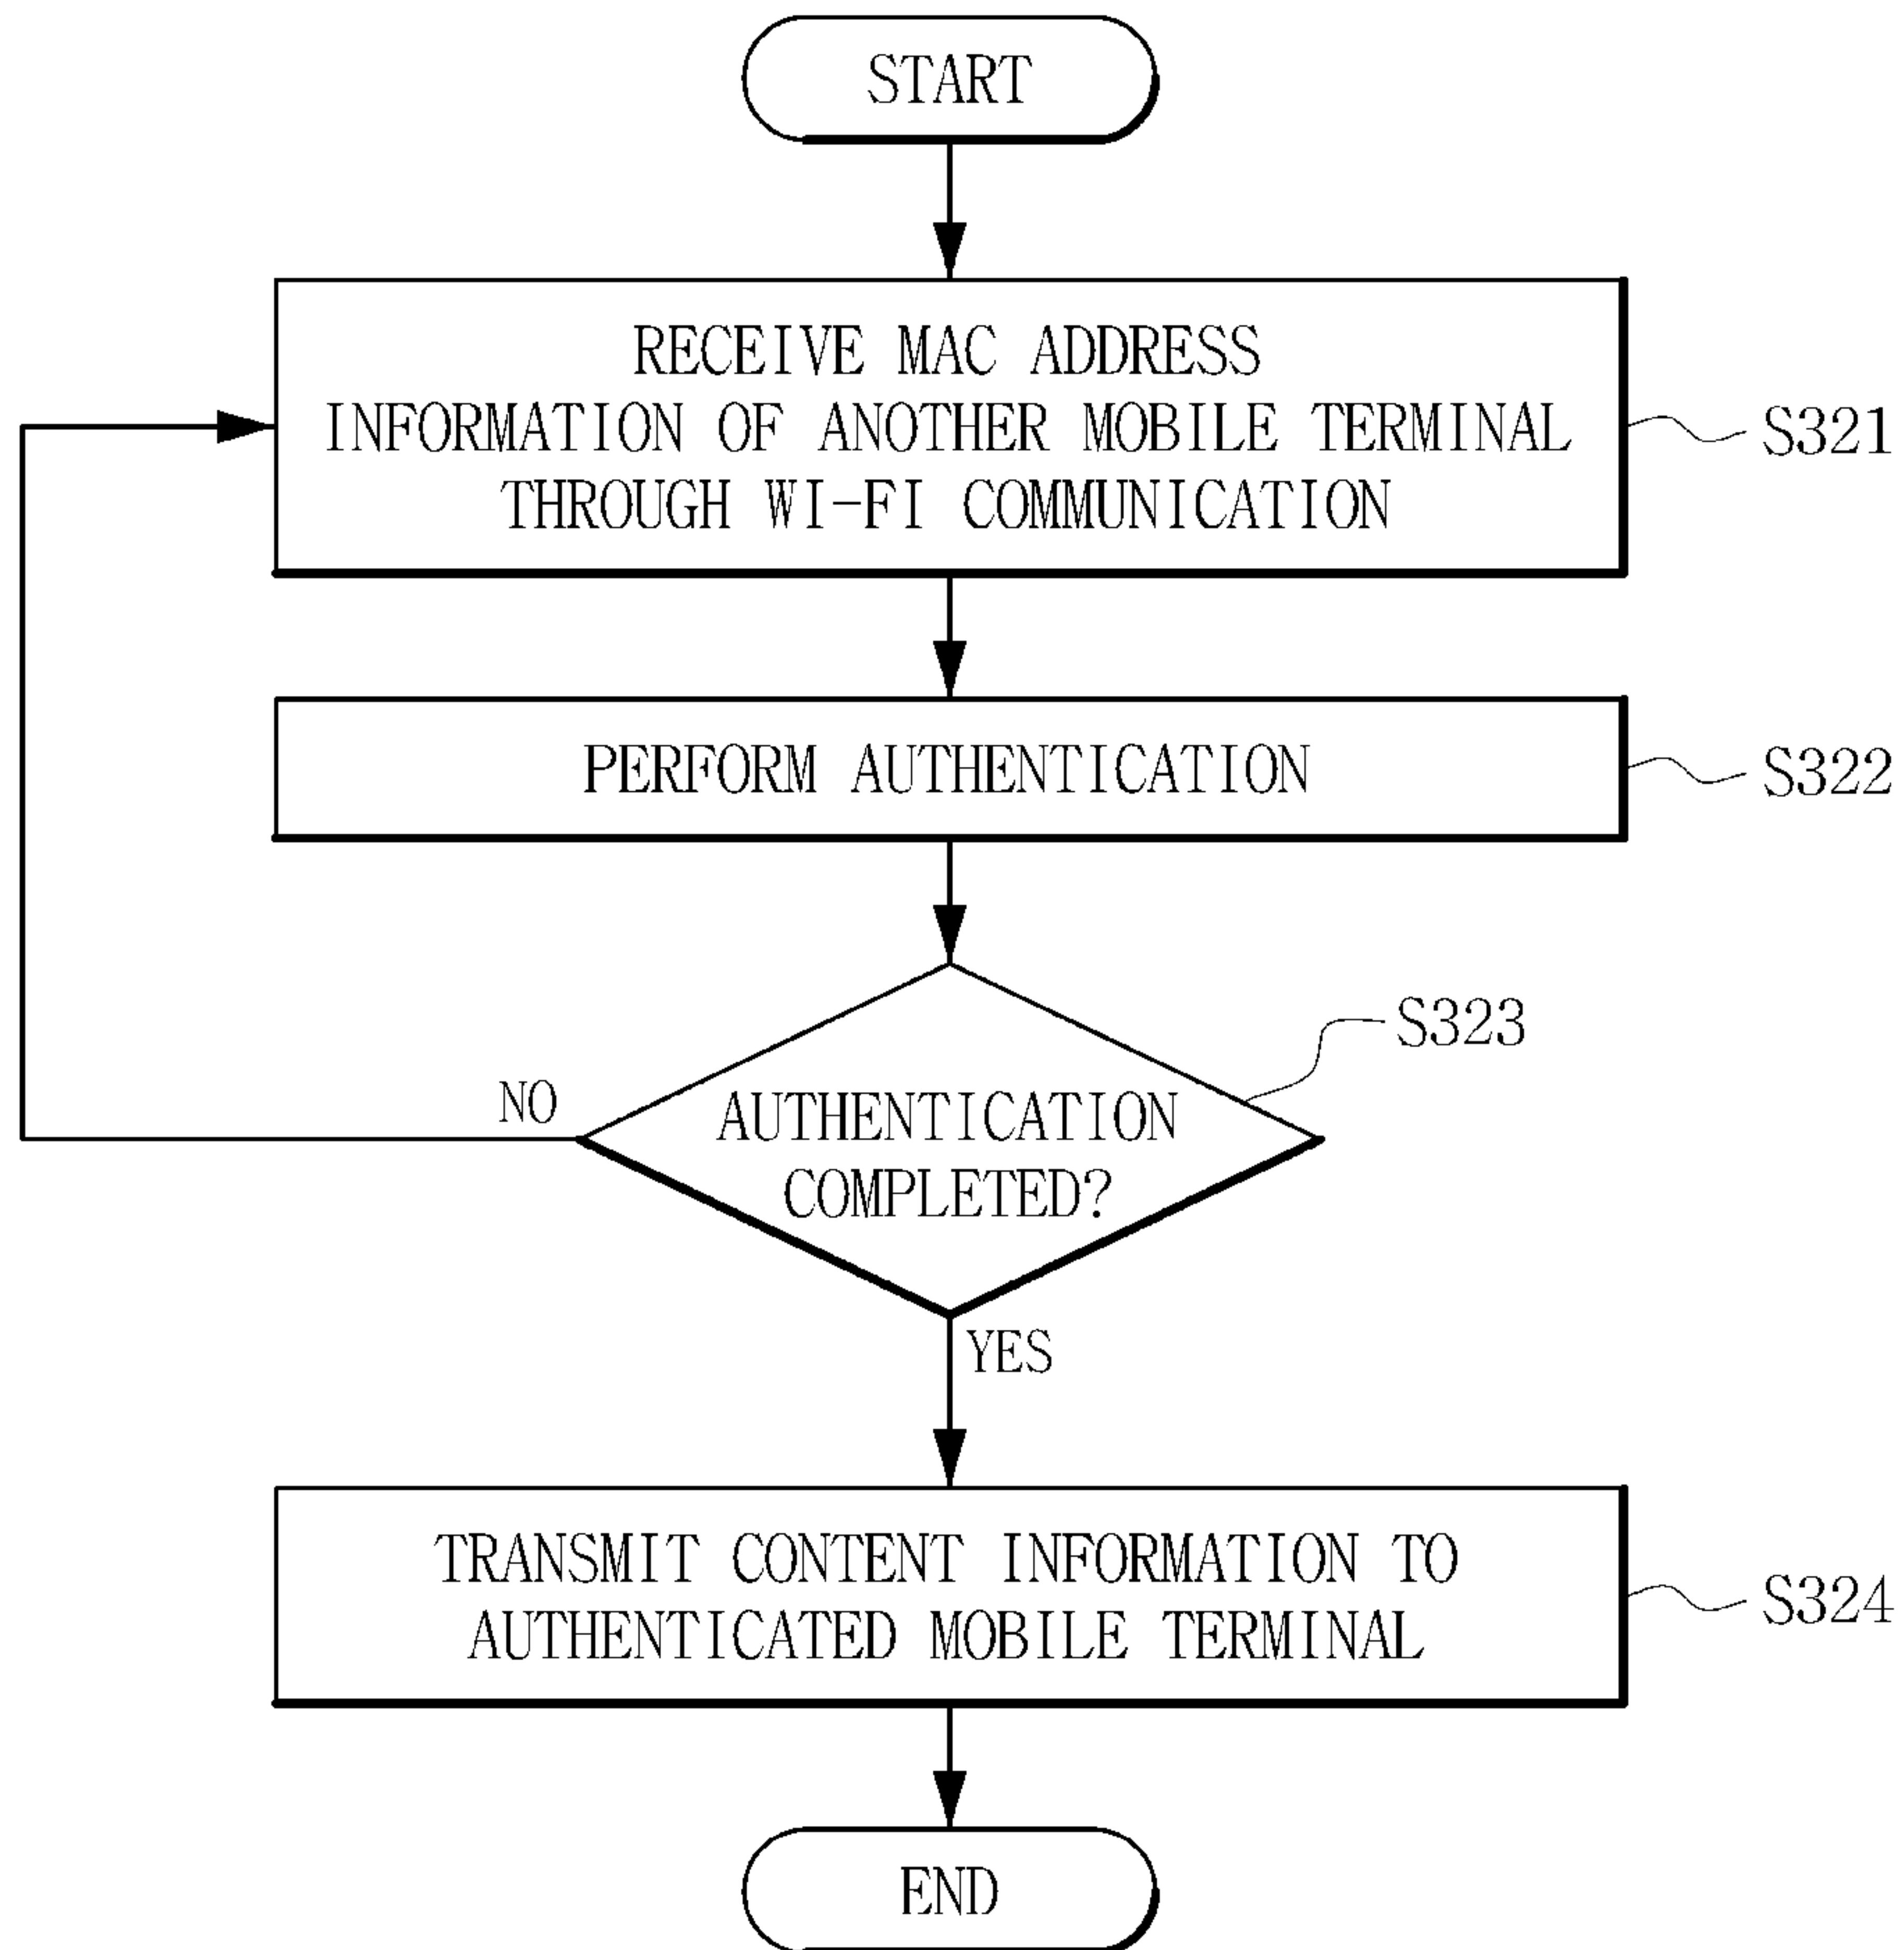 START
RECEIVE MAC ADDRESS
INFORMATION OF ANOTHER MOBILE TERMINAL
THROUGH WI-FI COMMUNICATION
S321
PERFORM AUTHENTICATION
S322
S323
NO
AUTHENTICATION
COMPLETED?
YES
TRANSMIT CONTENT INFORMATION TO
AUTHENTICATED MOBILE TERMINAL
S324
END